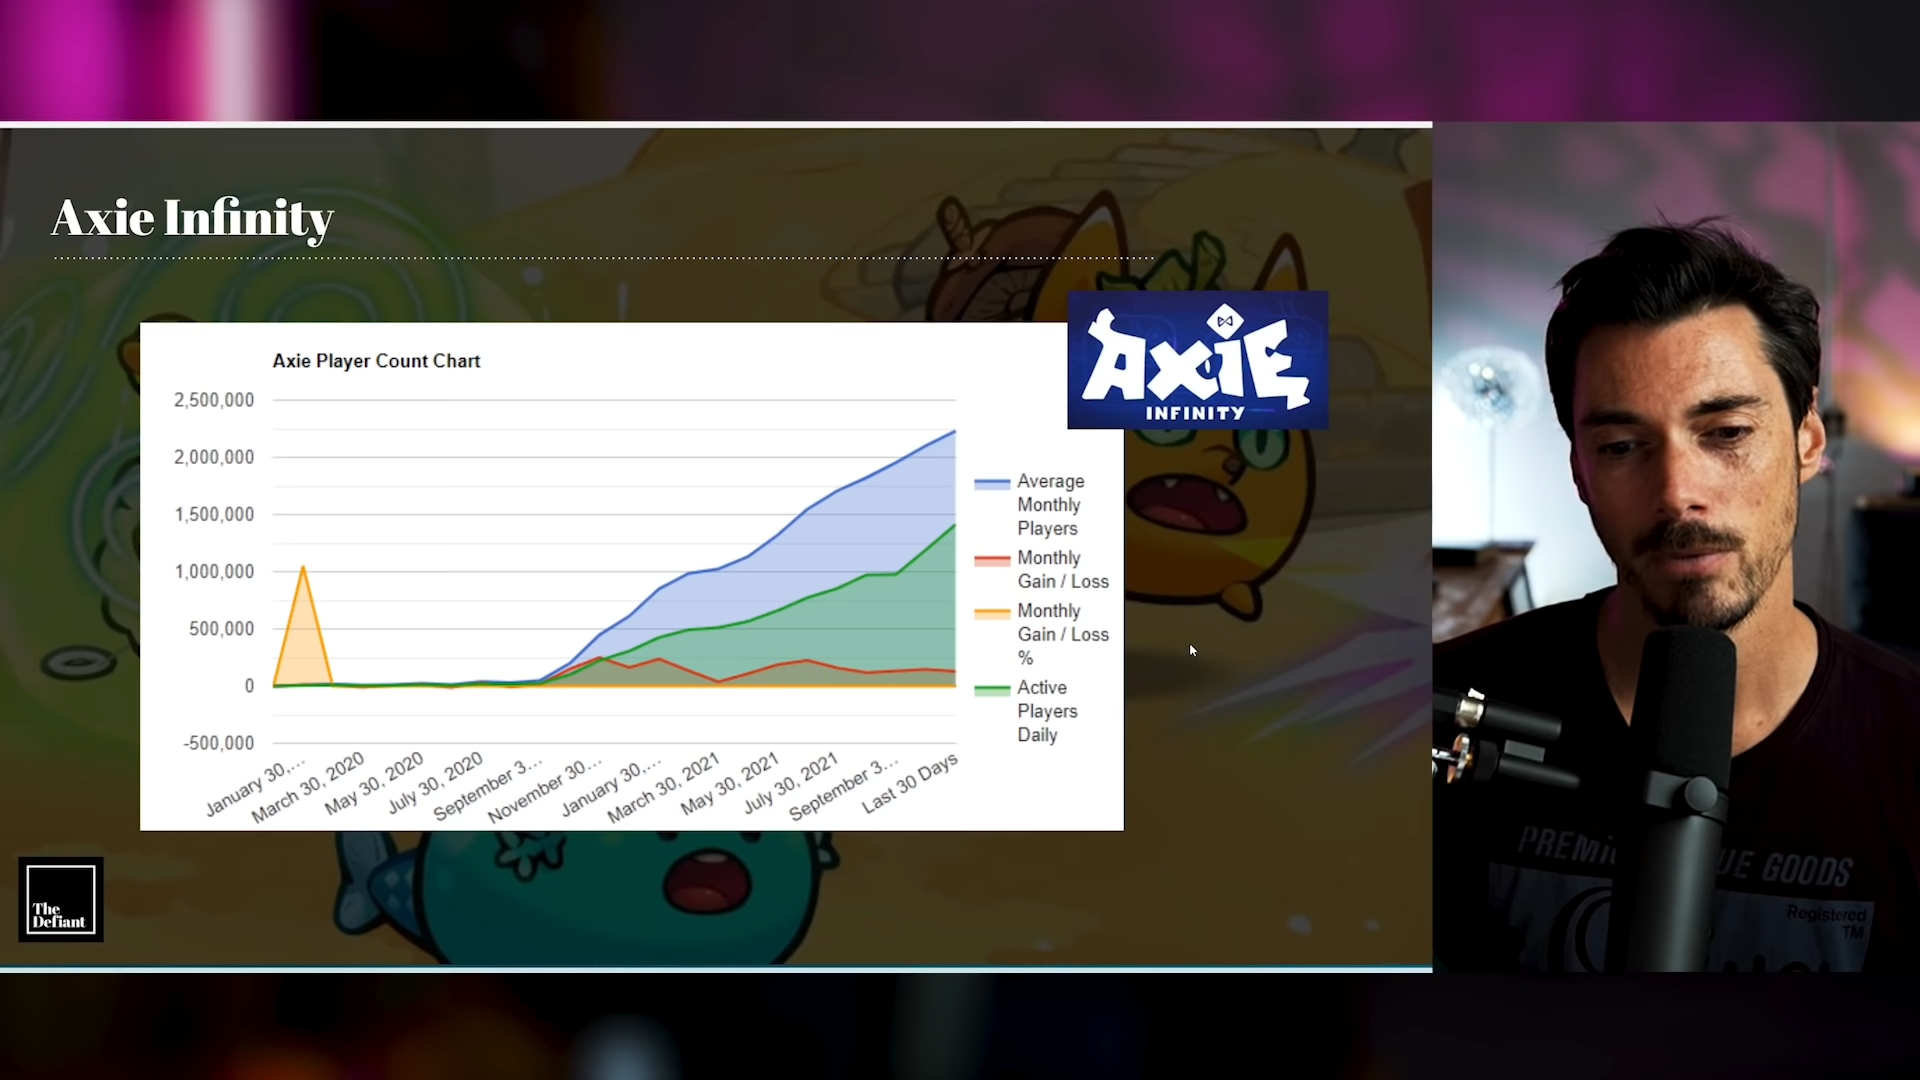 Axie Infinity
AXIE
INFINITY
Axie Player Count Chart
2,500,000
2,000,000
1,500,000
1,000,000
500,000
0
-500,000
January 30,...
March 30, 2020
May 30, 2020
July 30, 2020
September 3...
November 30...
January 30,...
March 30, 2021
May 30, 2021
July 30, 2021
September 3...
Last 30 Days
Average
Monthly
Players
Monthly
Gain / Loss
Monthly
Gain / Loss
%
Active
Players
Daily
The
Defiant
GOODS
Registered
TM